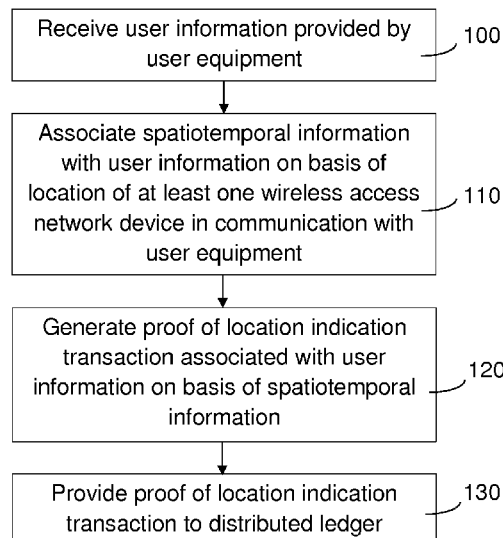 Receive user information provided by
user equipment
100
Associate spatiotemporal information
with user information on basis of
location of at least one wireless access
network device in communication with
user equipment
110
Generate proof of location indication
transaction associated with user
information on basis of spatiotemporal
information
120
Provide proof of location indication
transaction to distributed ledger
130